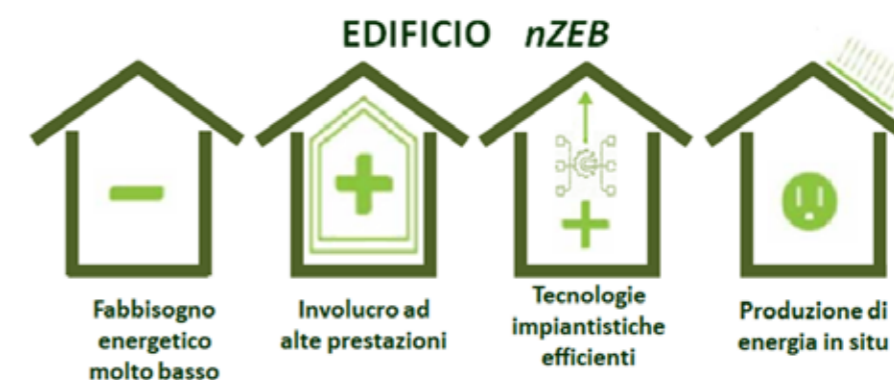 EDIFICIO nZEB
Fabbisogno
energetico
molto basso
Involucro ad
alte prestazioni
Tecnologie
impiantistiche
efficienti
Produzione di
energia in situ